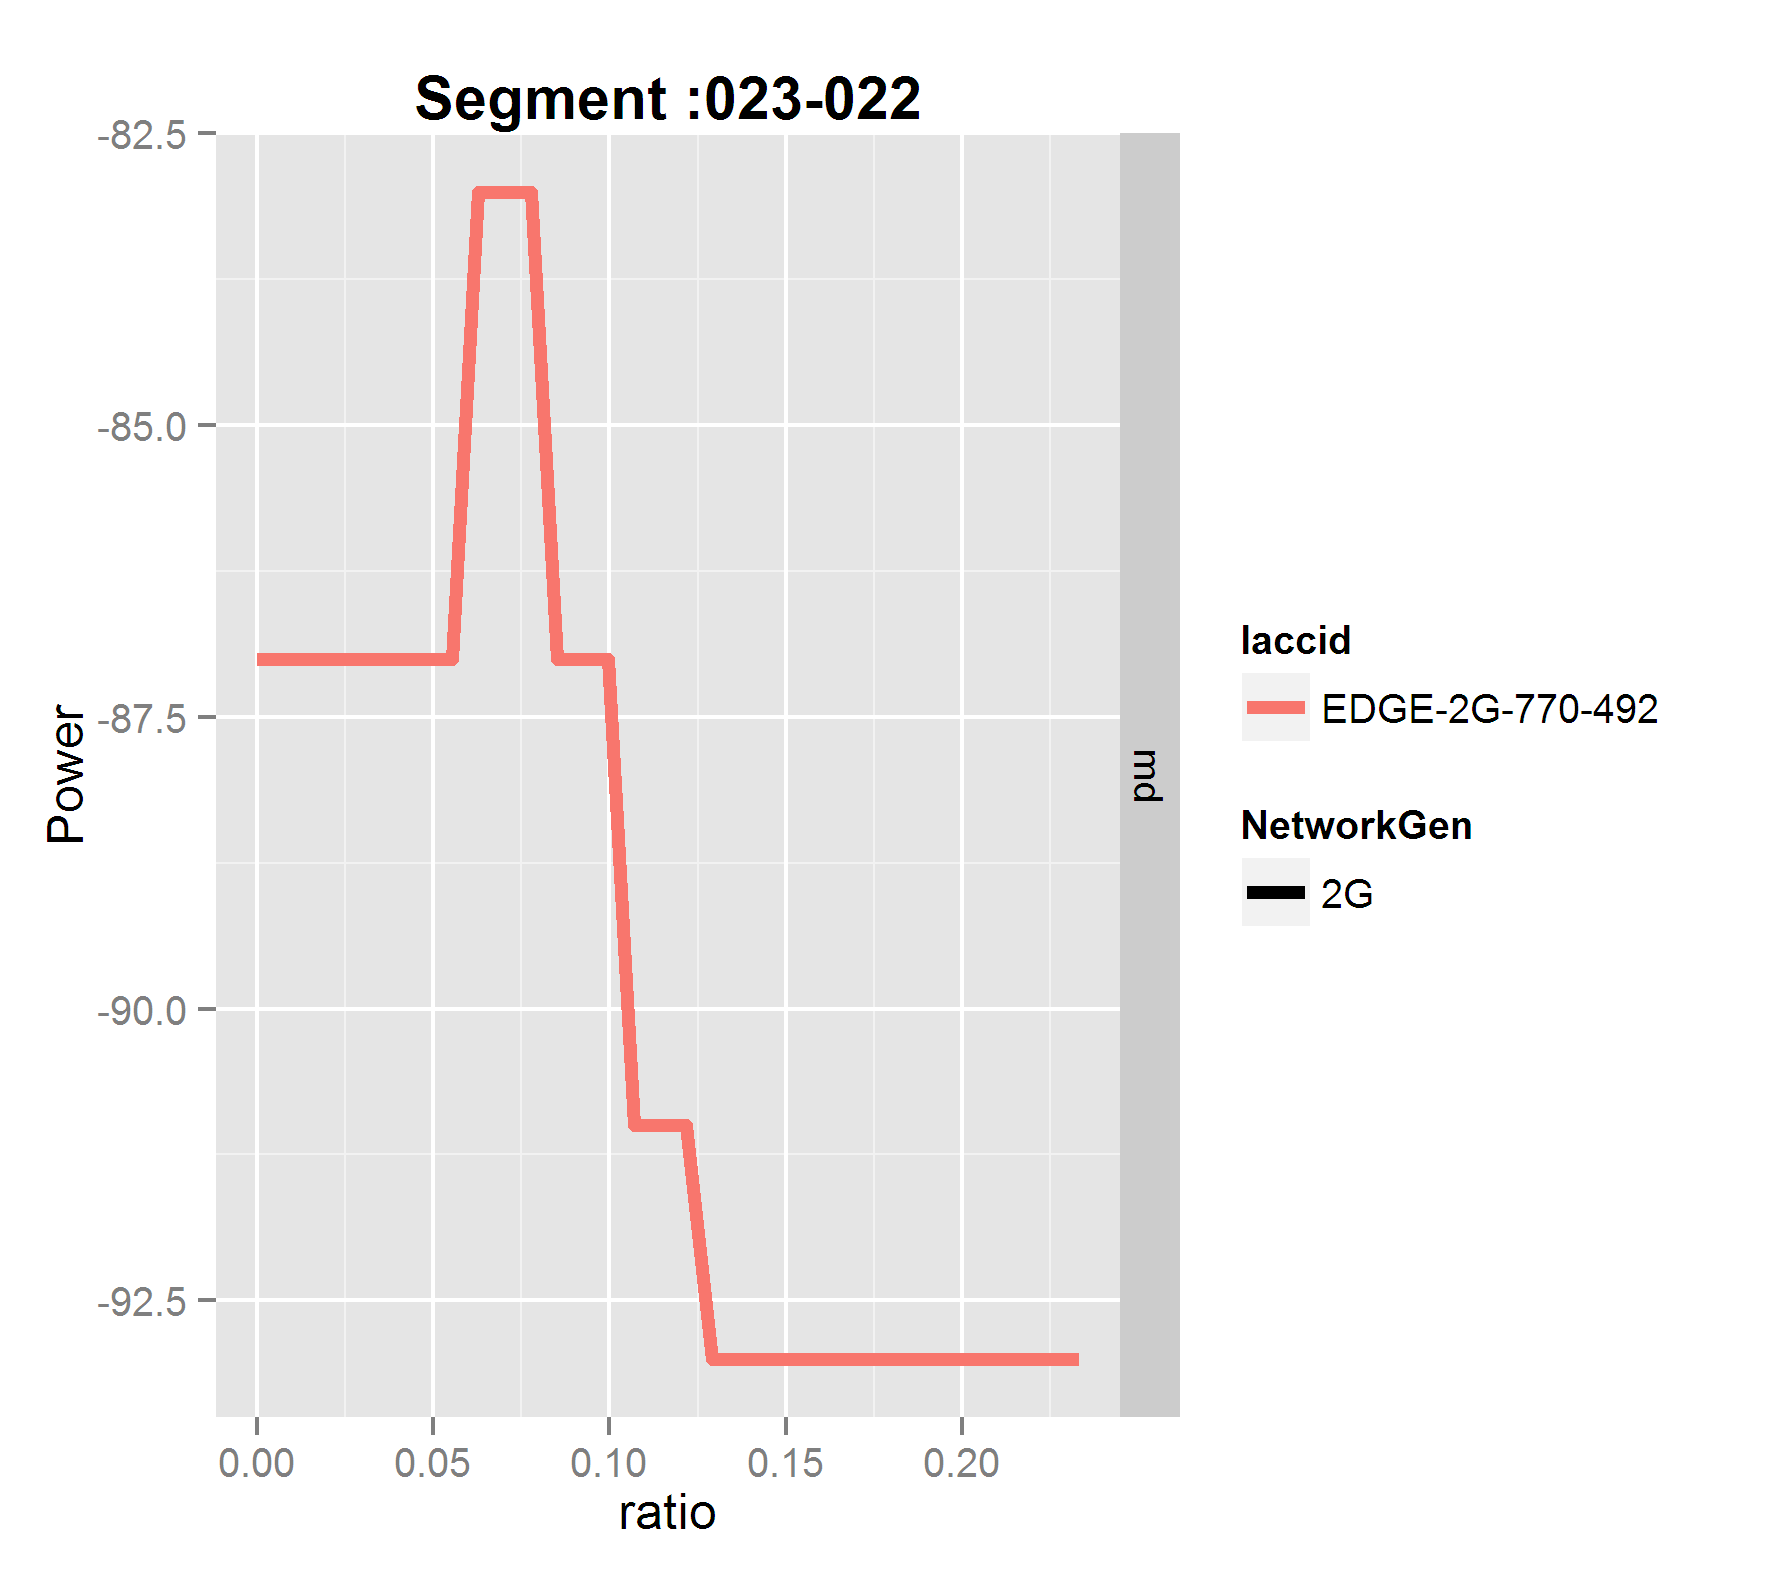 Segment :023-022
-82.5
-85.0
-87.5
-90.0
-92.5
Power
0.00 0.05 0.10 0.15 0.20
ratio
md
laccid
EDGE-2G-770-492
NetworkGen
2G